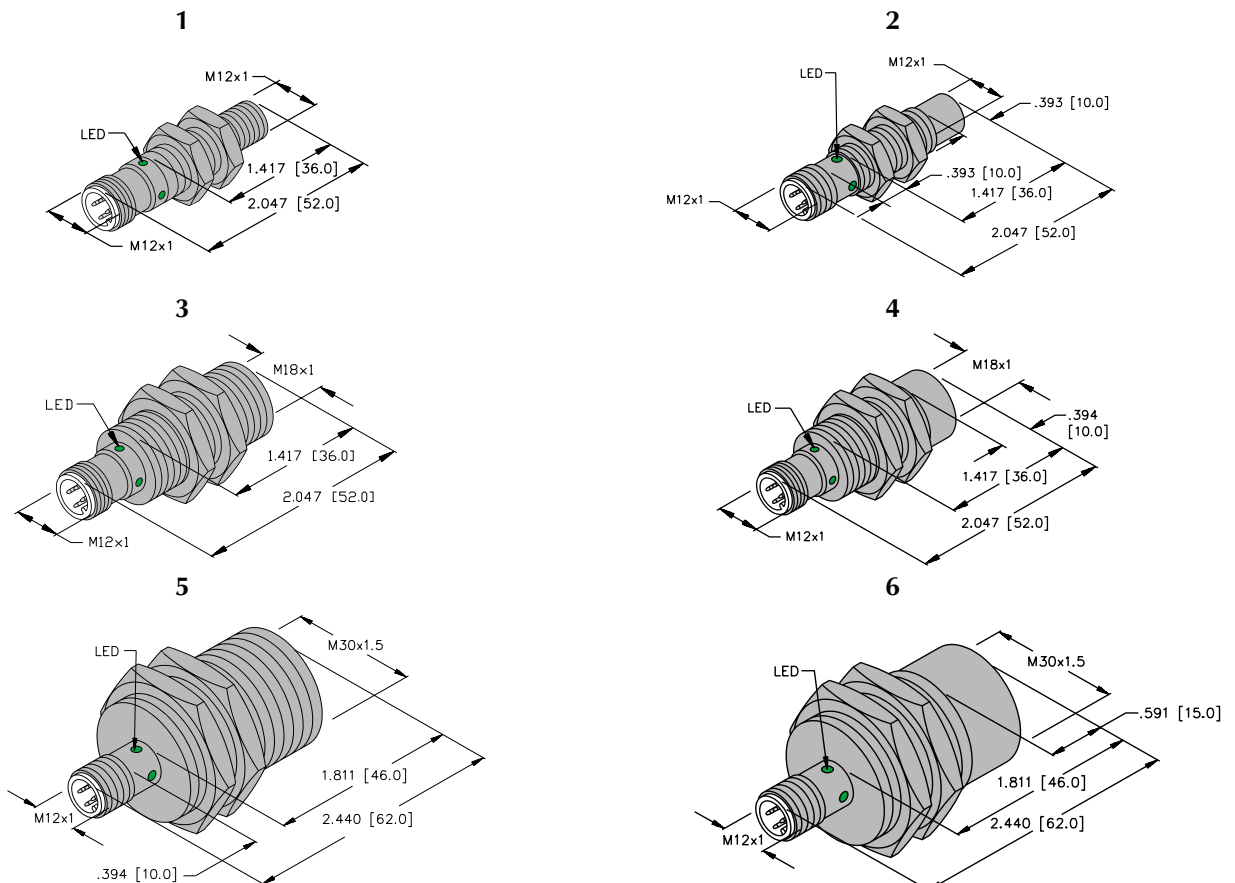 1
M12x1
LED
1.417 [36.0]
2.047 [52.0]
M12x1
2
M12x1
LED
.393 [10.0]
.393 [10.0]
1.417 [36.0]
M12x1
2.047 [52.0]
3
M18x1
LED
1.417 [36.0]
2.047 [52.0]
M12x1
4
M18x1
LED
.394
[10.0]
1.417 [36.0]
2.047 [52.0]
M12x1
5
M30x1.5
LED
1.811 [46.0]
M12x1
2.440 [62.0]
.394 [10.0]
6
M30x1.5
LED
.591 [15.0]
1.811 [46.0]
2.440 [62.0]
M12x1